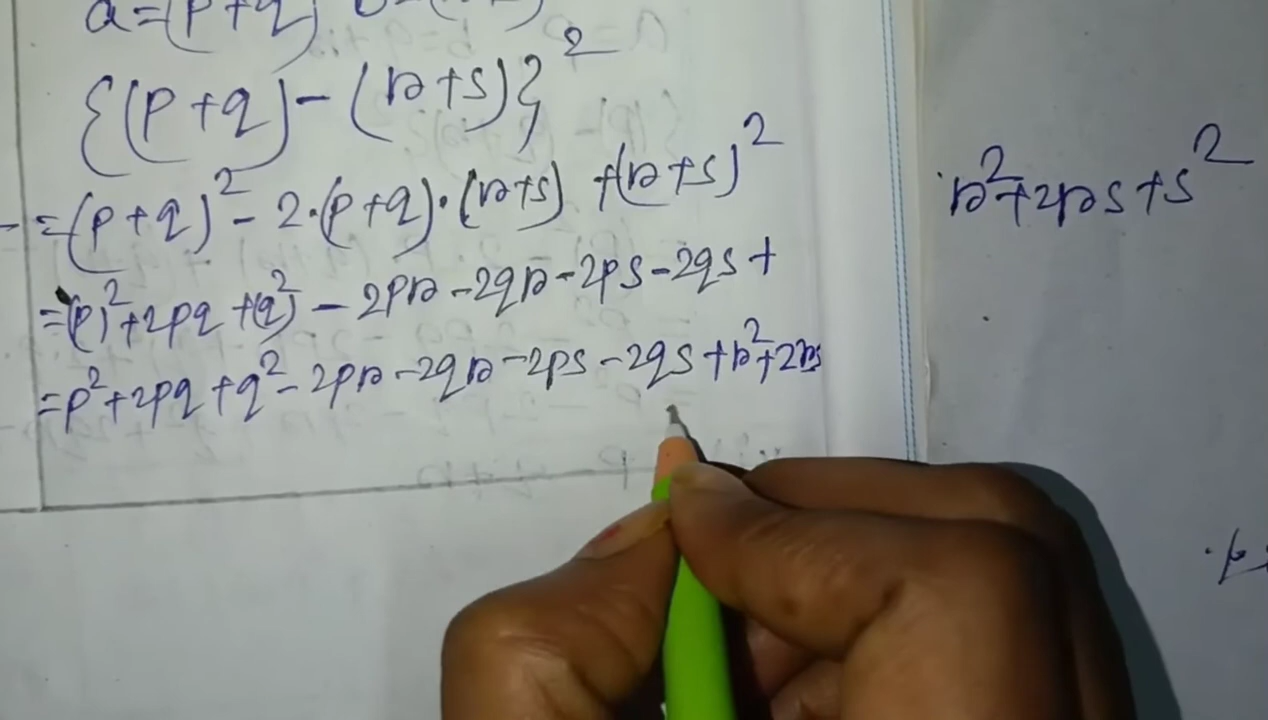 a=(p+q)
{(p+q)-(r+s)}²
=(p+q)²-2.(p+q).(r+s)+(r+s)²
r²+2rs+s²
=(p)²+2pq+(q)²-2pr-2qr-2ps-2qs+
=p²+2pq+q²-2pr-2qr-2ps-2qs+r²+2rs